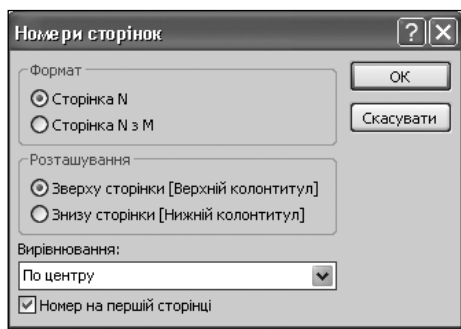 Номери сторінок
Формат
Сторінка N
Сторінка N з M
ОК
Скасувати
Розташування
Зверху сторінки [Верхній колонтитул]
Знизу сторінки [Нижній колонтитул]
Вирівнювання:
По центру
Номер на першій сторінці